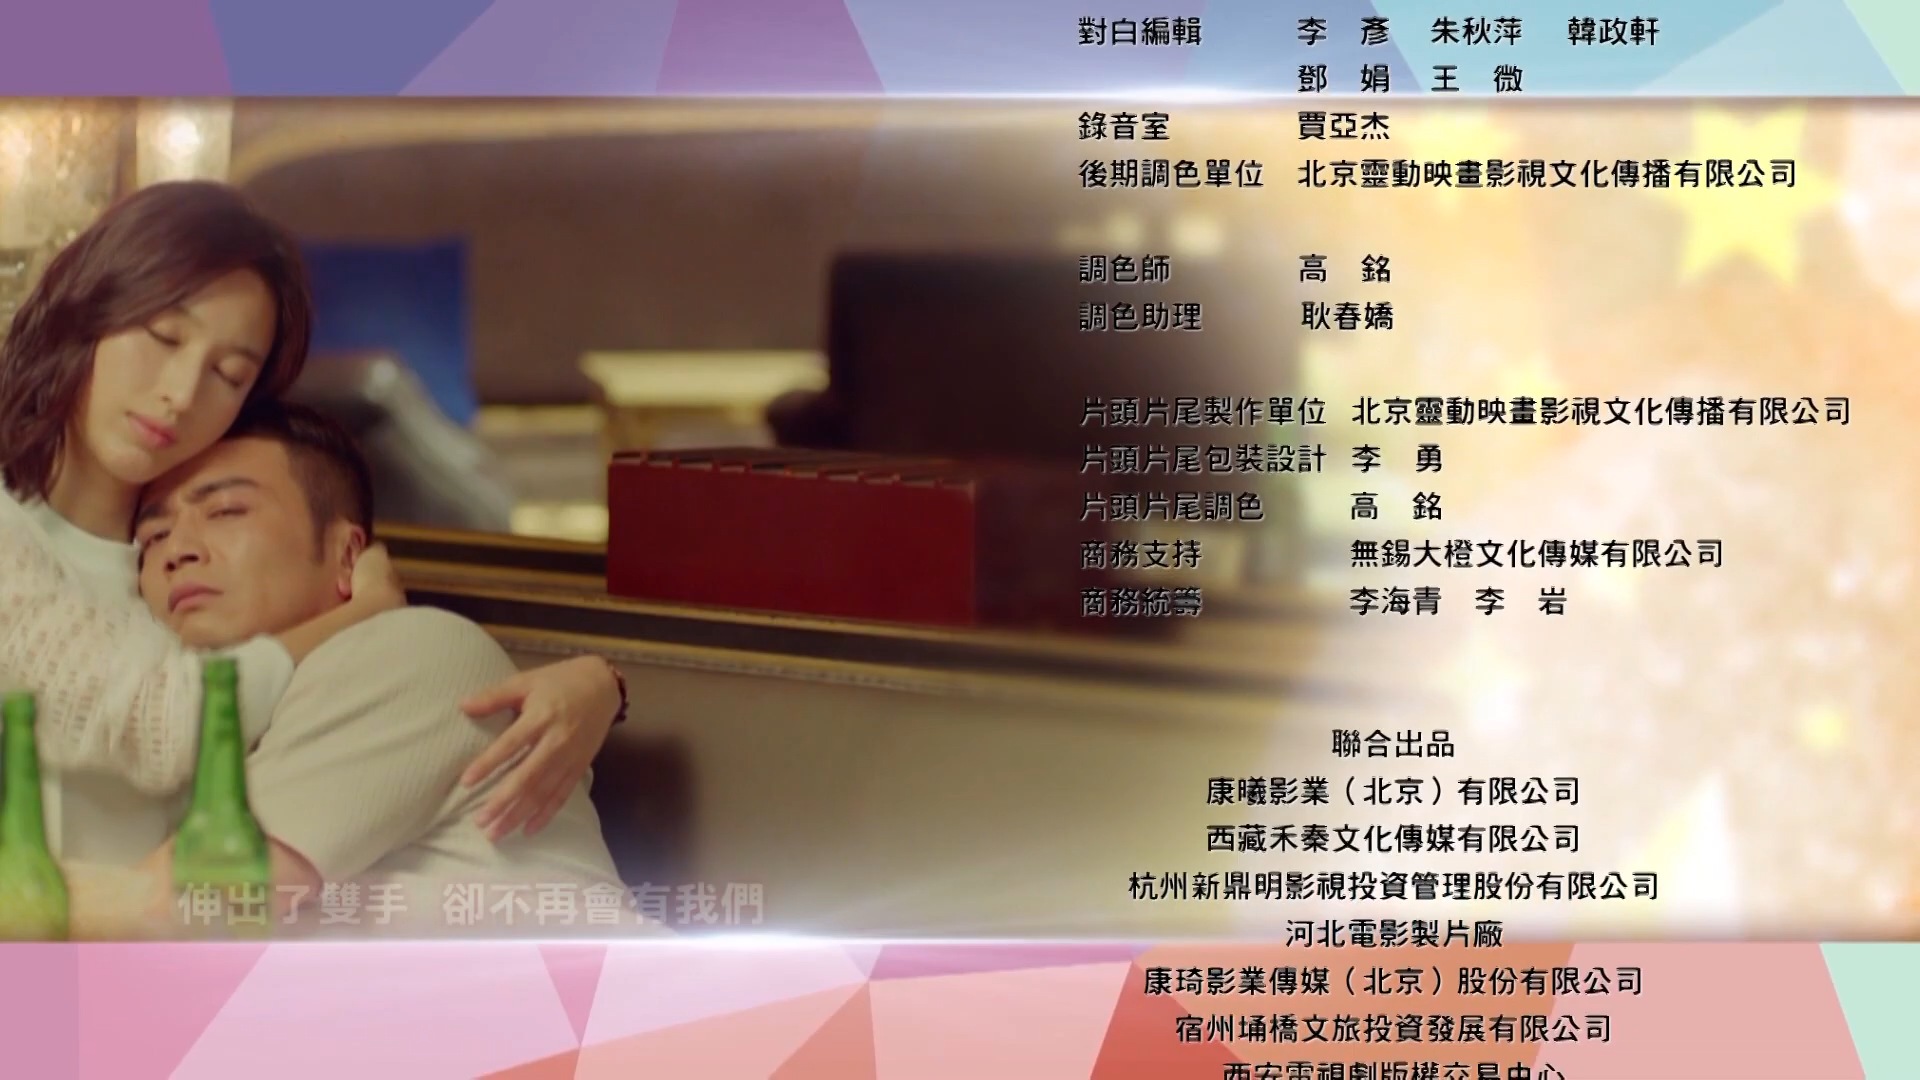 對白編輯 李 彥 朱秋萍 韓政軒
鄧 娟 王 微
錄音室 賈亞杰
後期調色單位 北京靈動映畫影視文化傳播有限公司
調色師 高 銘
調色助理 耿春嬌
片頭片尾製作單位 北京靈動映畫影視文化傳播有限公司
片頭片尾包裝設計 李 勇
片頭片尾調色 高 銘
商務支持 無錫大橙文化傳媒有限公司
商務統籌 李海青 李 岩
聯合出品
康曦影業（北京）有限公司
西藏禾秦文化傳媒有限公司
杭州新鼎明影視投資管理股份有限公司
伸出了雙手 卻不再會有我們
河北電影製片廠
康琦影業傳媒（北京）股份有限公司
宿州埇橋文旅投資發展有限公司
西安電視劇版權交易中心